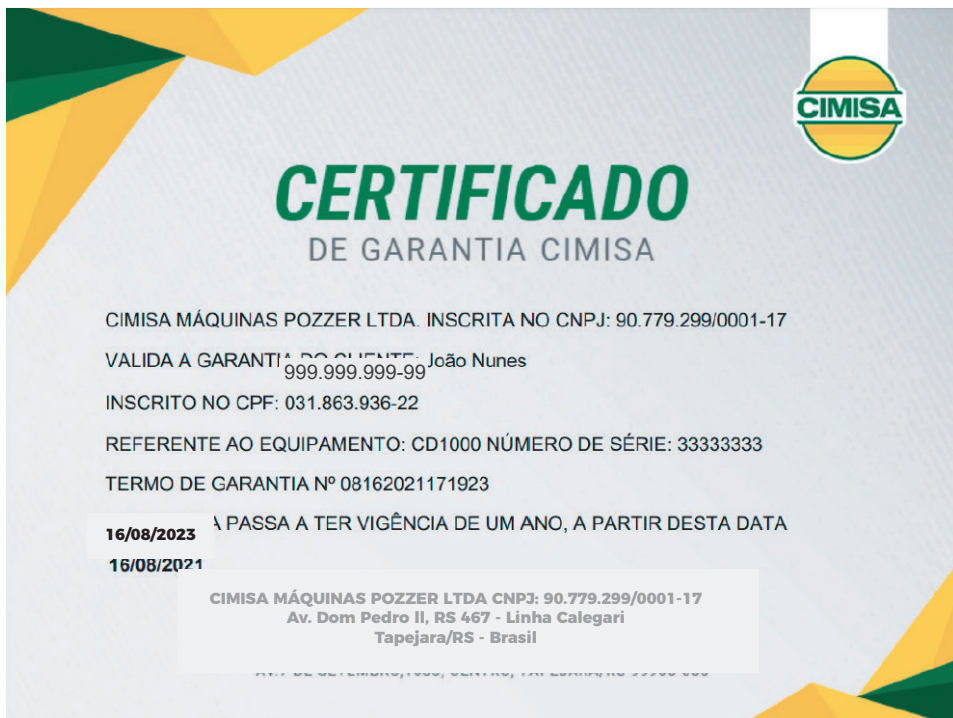 CIMISA
CERTIFICADO
DE GARANTIA CIMISA
CIMISA MÁQUINAS POZZER LTDA. INSCRITA NO CNPJ: 90.779.299/0001-17
VALIDA A GARANTIA DO CLIENTE: João Nunes
999.999.999-99
INSCRITO NO CPF: 031.863.936-22
REFERENTE AO EQUIPAMENTO: CD1000 NÚMERO DE SÉRIE: 33333333
TERMO DE GARANTIA Nº 08162021171923
A PASSA A TER VIGÊNCIA DE UM ANO, A PARTIR DESTA DATA
16/08/2023
16/08/2021
CIMISA MÁQUINAS POZZER LTDA CNPJ: 90.779.299/0001-17
Av. Dom Pedro ll, RS 467 - Linha Calegari
Tapejara/RS - Brasil